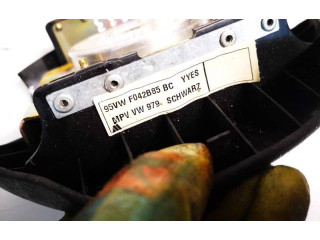 95VW F042B85 BC YYES
MPV VW 979. SCHWARZ